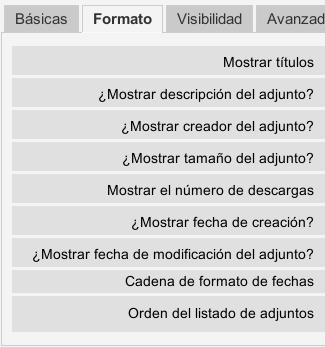 Básicas Formato Visibilidad Avanzad
Mostrar títulos
¿Mostrar descripción del adjunto?
¿Mostrar creador del adjunto?
¿Mostrar tamaño del adjunto?
Mostrar el número de descargas
¿Mostrar fecha de creación?
¿Mostrar fecha de modificación del adjunto?
Cadena de formato de fechas
Orden del listado de adjuntos